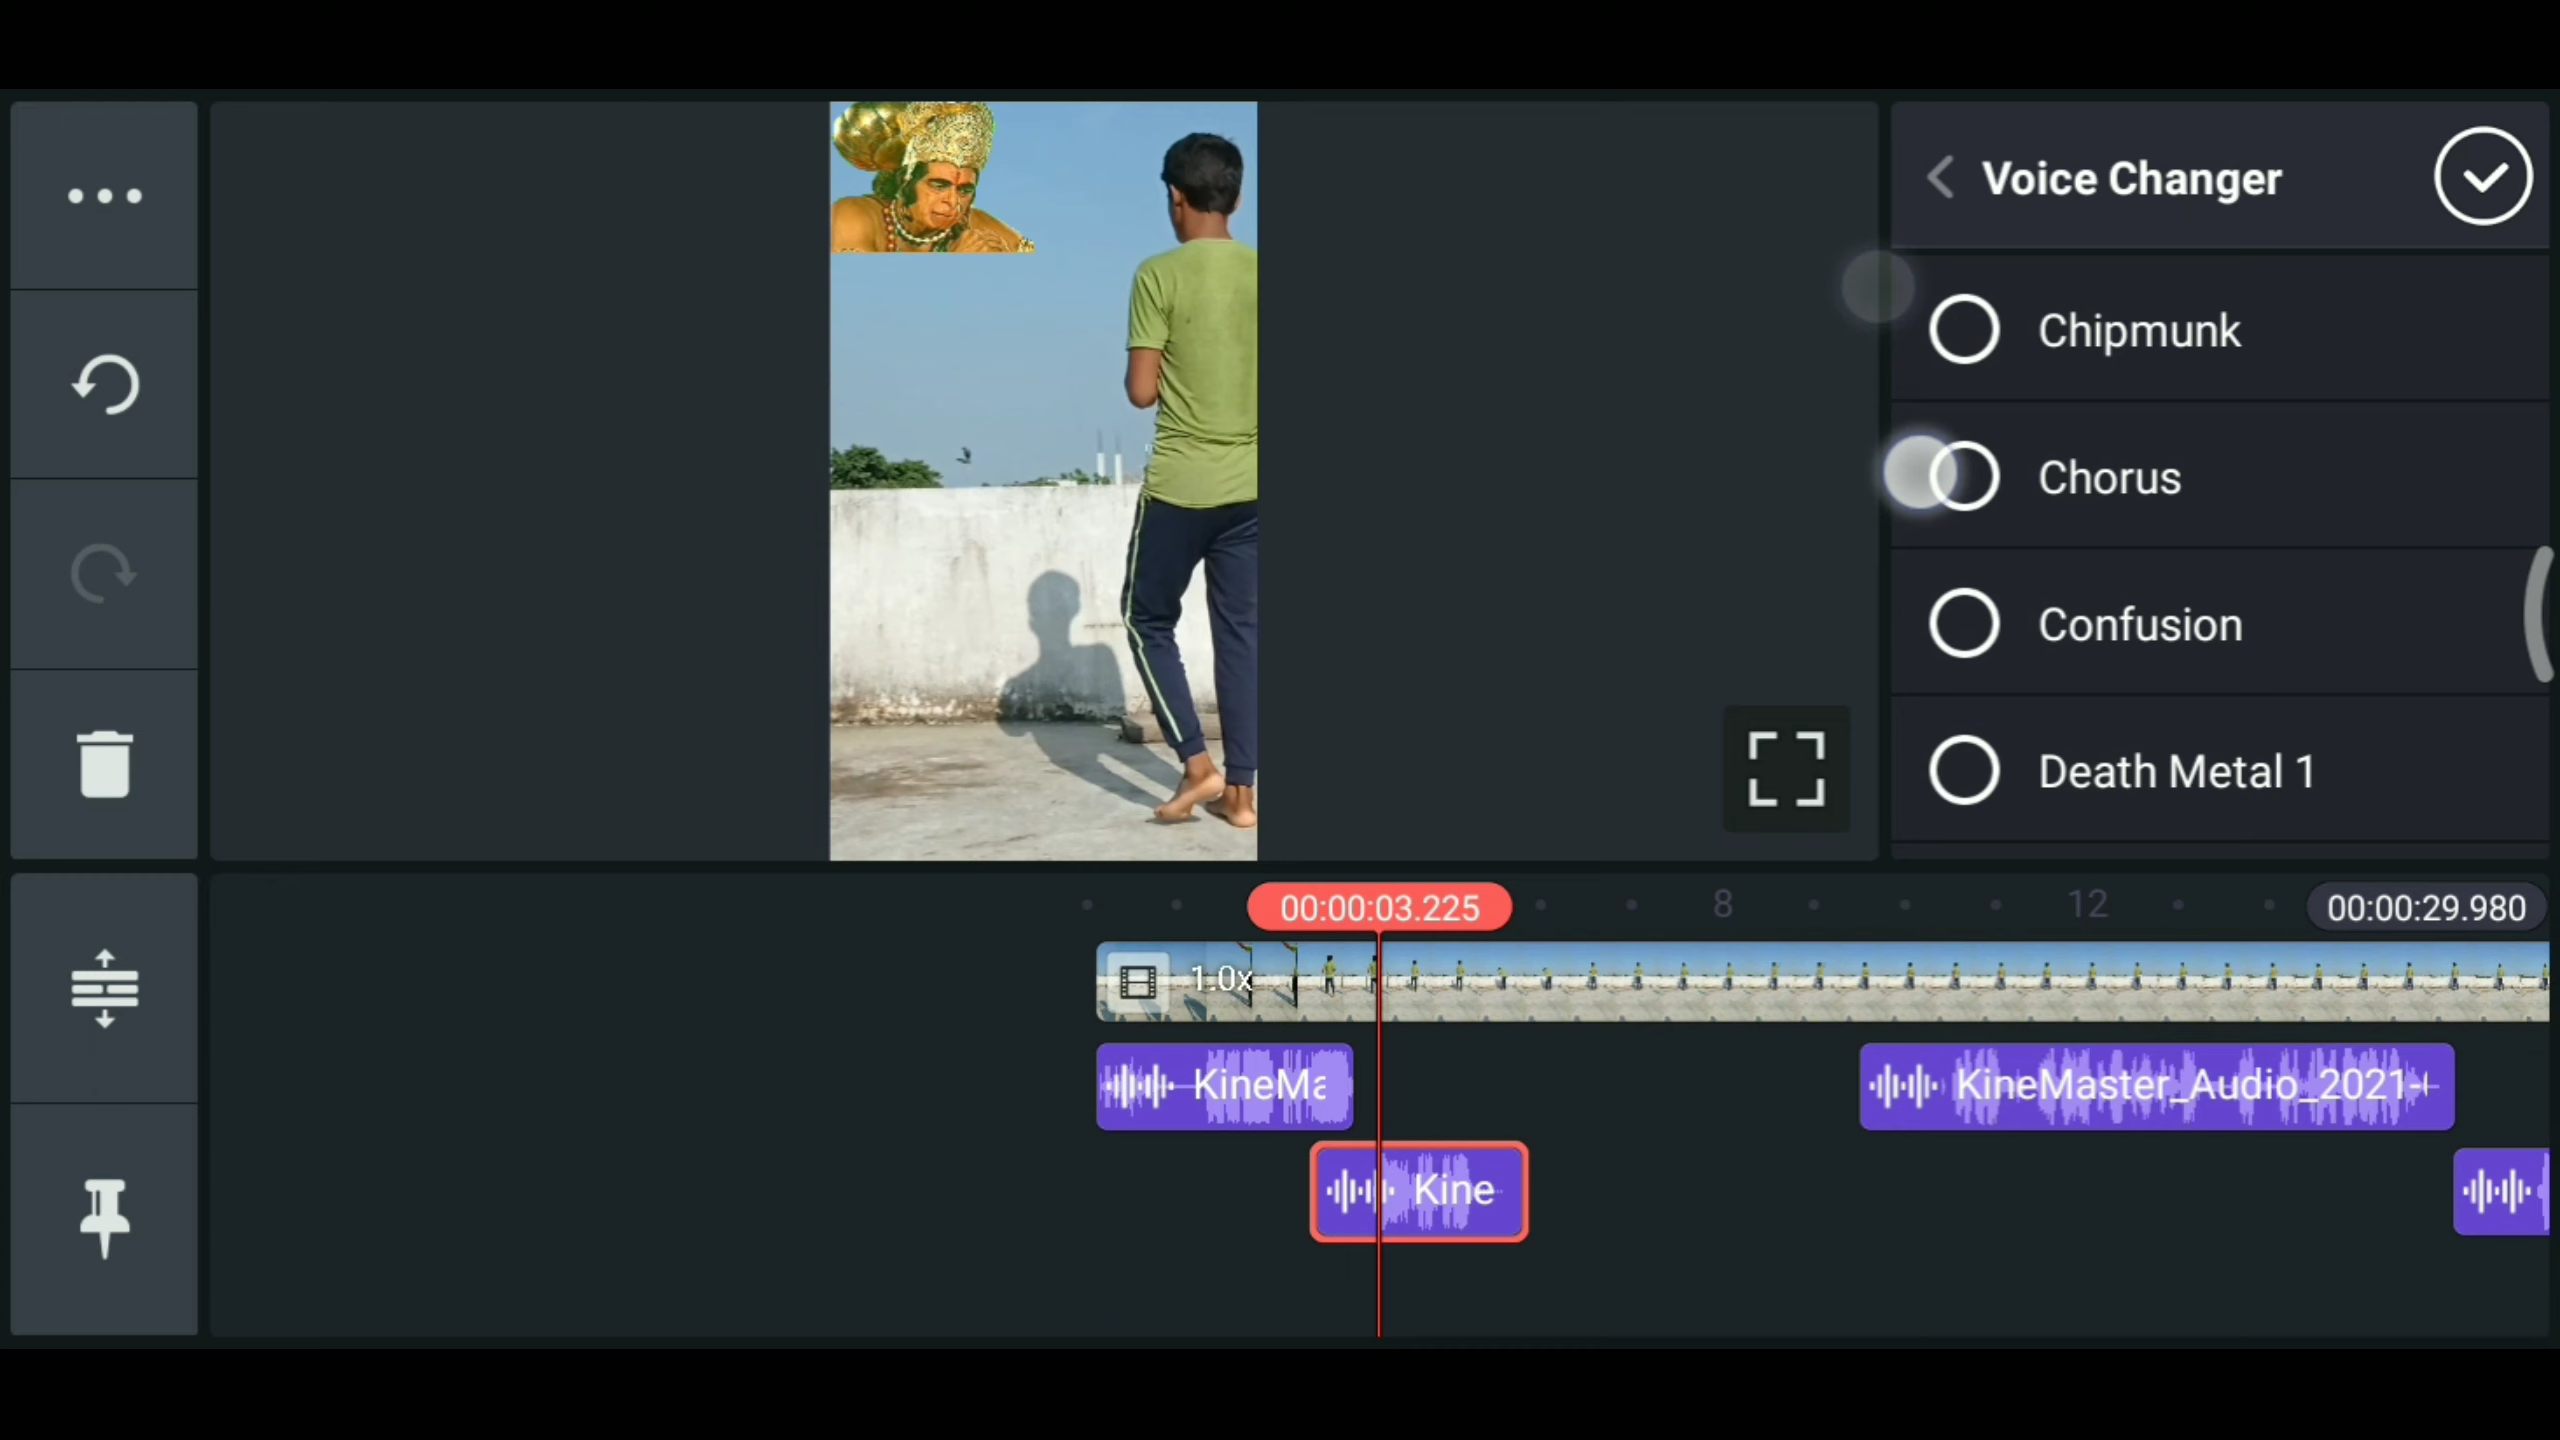 Voice Changer
Chipmunk
Chorus
Confusion
Death Metal 1
00:00:03.225
8
12
00:00:29.980
1.0x
KineMa
KineMaster_Audio_2021-
Kine